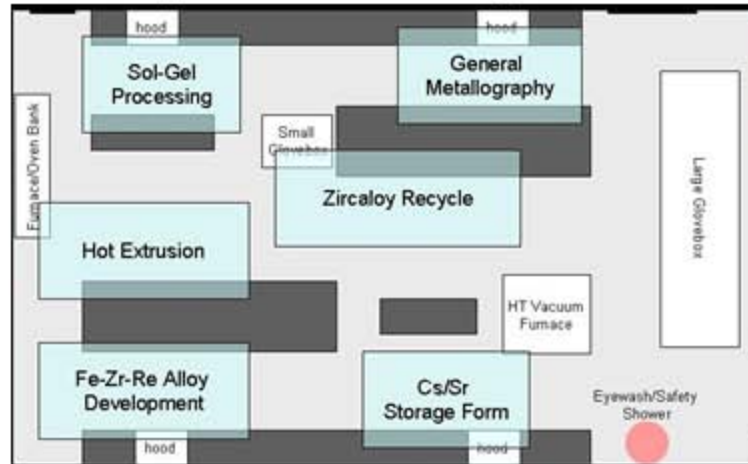 hood
hood
Sol-Gel
Processing
General
Metallography
Furnace/Oven Bank
Small
Glovebox
Large Glovebox
Zircaloy Recycle
Hot Extrusion
HT Vacuum
Furnace
Fe-Zr-Re Alloy
Development
Cs/Sr
Storage Form
Eyewash/Safety
Shower
hood
hood